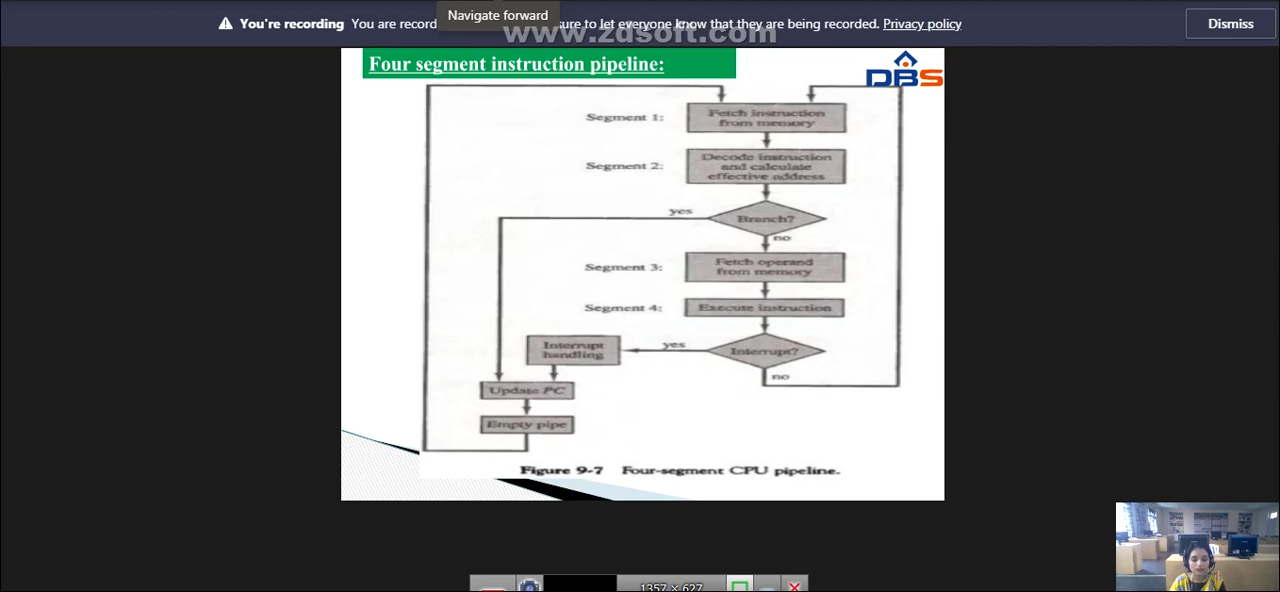 You're recording You are record
Navigate forward
sure to let everyone know that they are being recorded. Privacy policy
Dismiss
www.zdsoft.com
Four segment instruction pipeline:
DBS
Segment 1:
Fetch instruction
from memory
Segment 2:
Decode instruction
and calculate
effective address
yes
Branch?
no
Segment 3:
Fetch operand
from memory
Segment 4:
Execute instruction
Interrupt
handling
yes
Interrupt?
no
Update PC
Empty pipe
Figure 9-7 Four-segment CPU pipeline.
1357 × 627